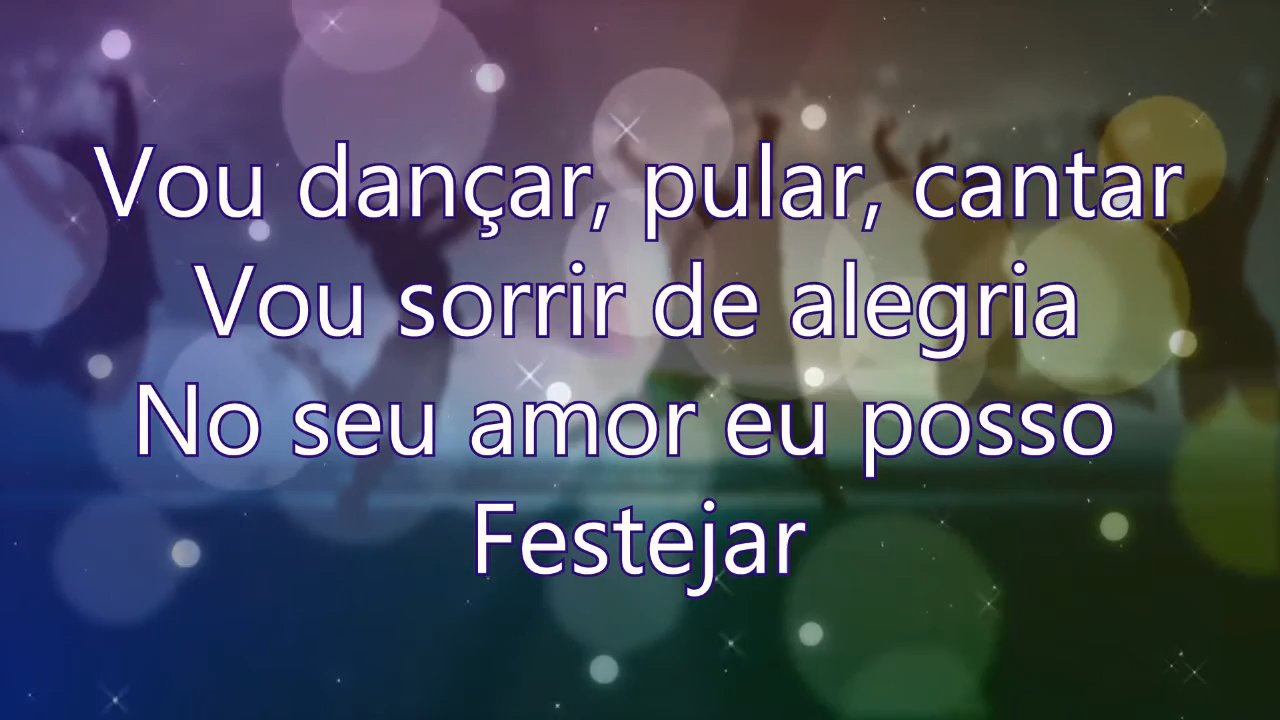 Vou dançar, pular, cantar
Vou sorrir de alegria
No seu amor eu posso
Festejar